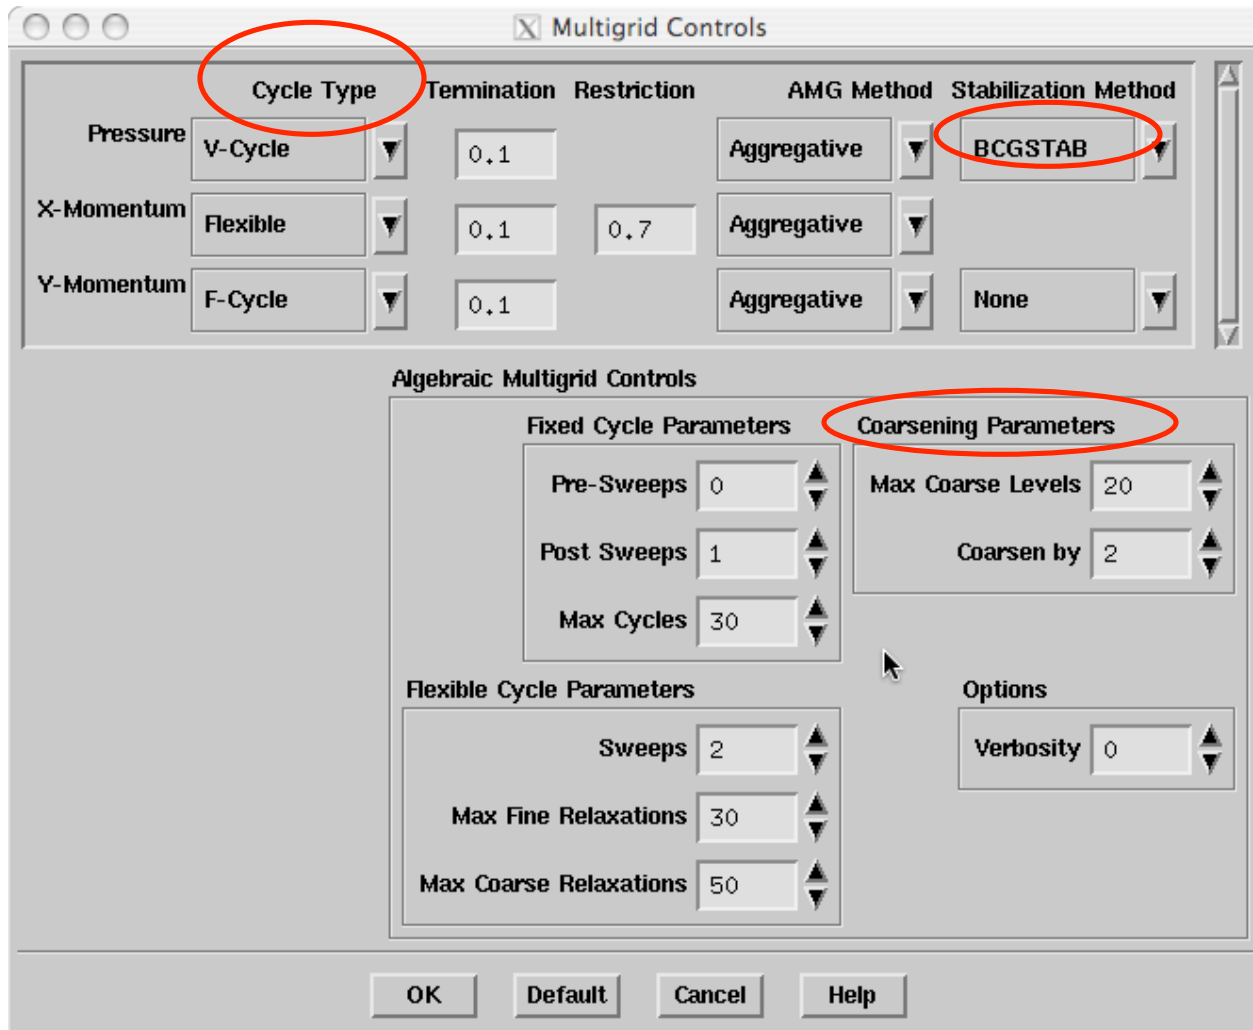 Multigrid Controls
Cycle Type Termination Restriction AMG Method Stabilization Method
Pressure V-Cycle 0.1 Aggregative BCGSTAB
X-Momentum Flexible 0.1 0.7 Aggregative
Y-Momentum F-Cycle 0.1 Aggregative None
Algebraic Multigrid Controls
Fixed Cycle Parameters Coarsening Parameters
Pre-Sweeps 0 Max Coarse Levels 20
Post Sweeps 1 Coarsen by 2
Max Cycles 30
Flexible Cycle Parameters Options
Sweeps 2 Verbosity 0
Max Fine Relaxations 30
Max Coarse Relaxations 50
OK Default Cancel Help